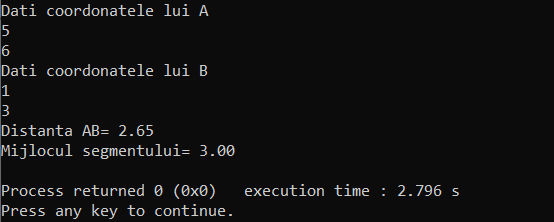 Dati coordonatele lui A
5
6
Dati coordonatele lui B
1
3
Distanta AB= 2.65
Mijlocul segmentului= 3.00
Process returned 0 (0x0)   execution time : 2.796 s
Press any key to continue.